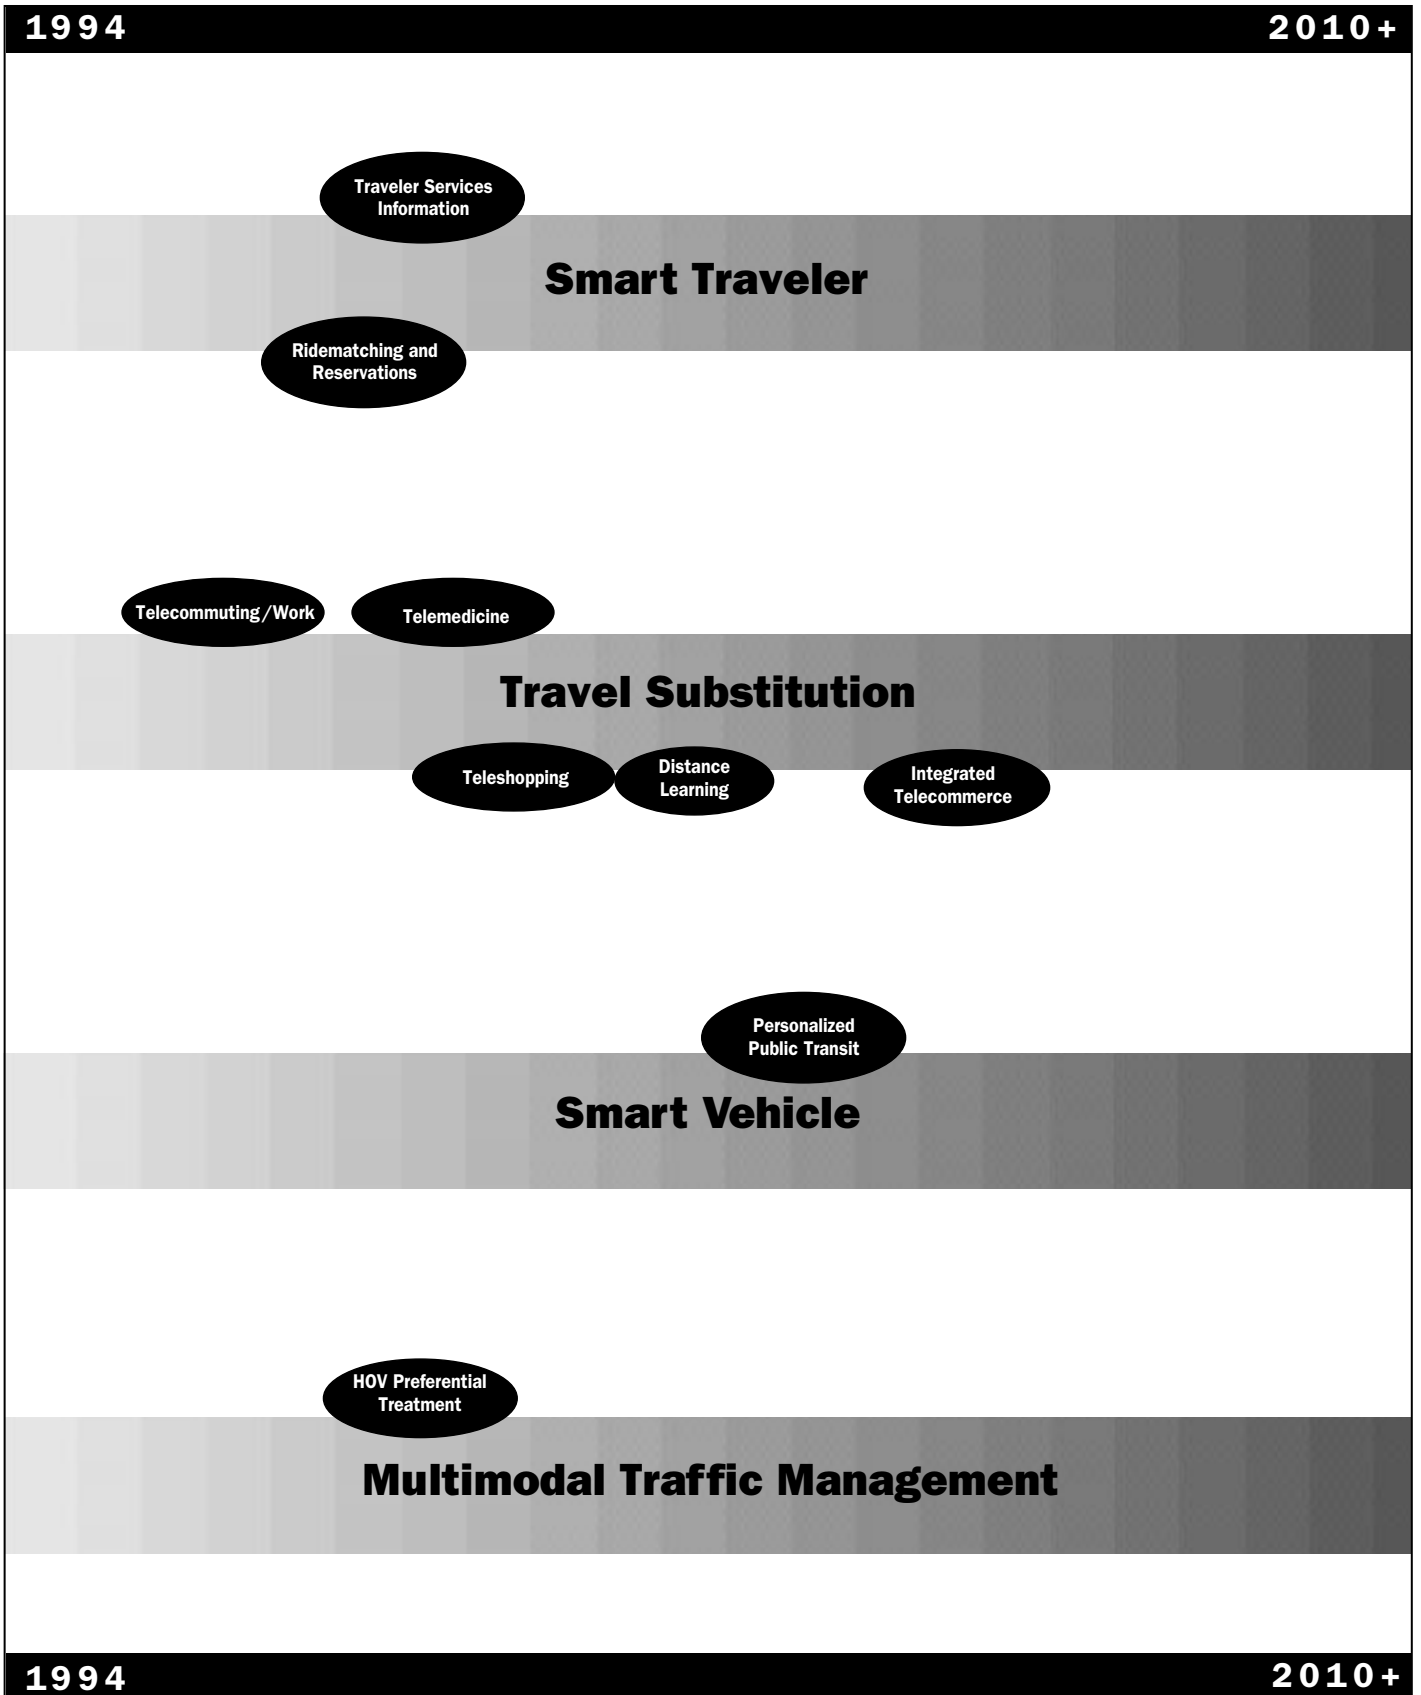 1994 2010+
Traveler Services
Information
Smart Traveler
Ridematching and
Reservations
Telecommuting/Work
Telemedicine
Travel Substitution
Teleshopping
Distance
Learning
Integrated
Telecommerce
Personalized
Public Transit
Smart Vehicle
HOV Preferential
Treatment
Multimodal Traffic Management
1994 2010+